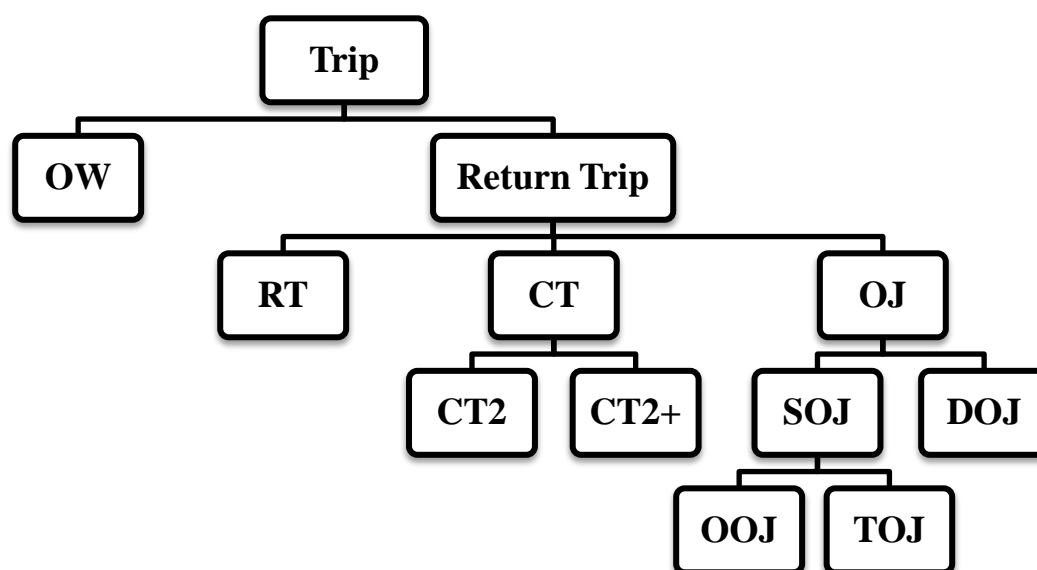 Trip
OW
Return Trip
RT
CT
OJ
CT2
CT2+
SOJ
DOJ
OOJ
TOJ